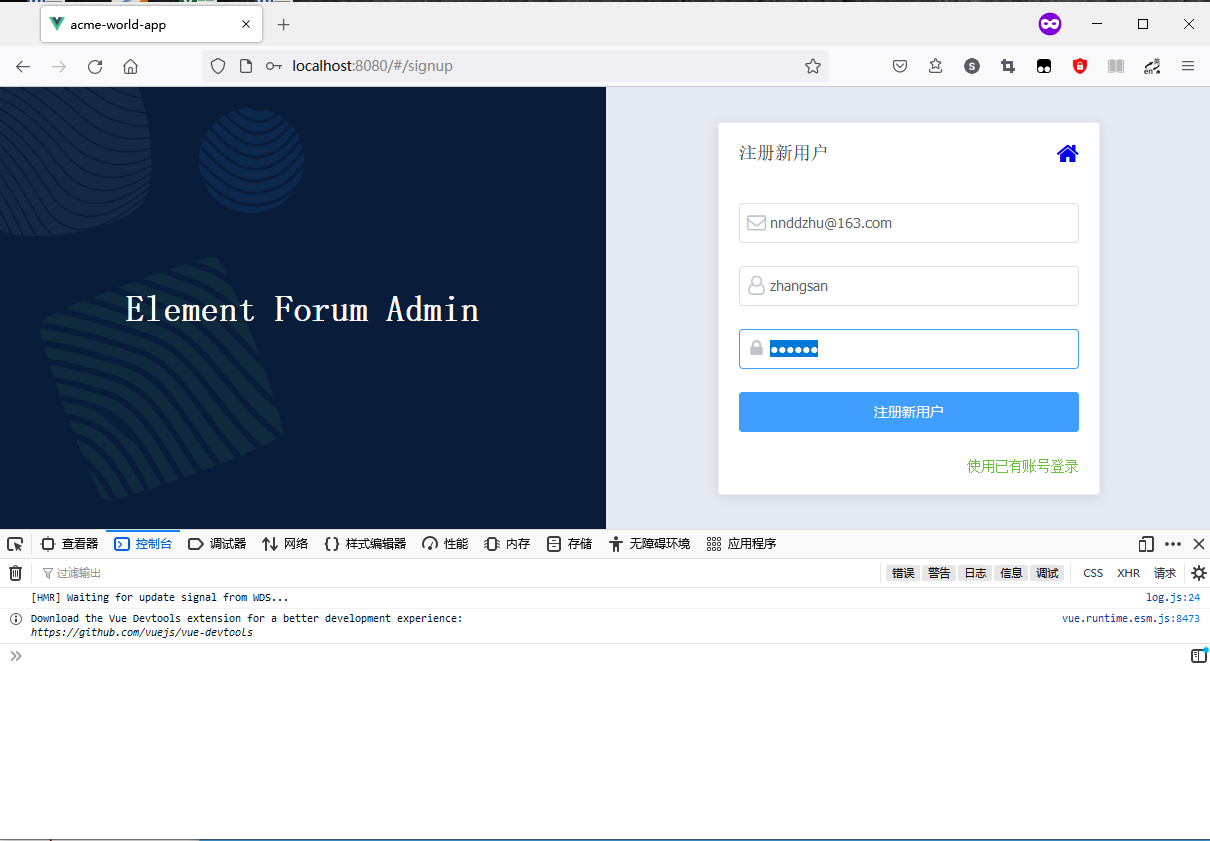 acme-world-app
localhost:8080/#/signup
S
en
英
Element Forum Admin
注册新用户
nnddzhu@163.com
zhangsan
●●●●●●
注册新用户
使用已有账号登录
查看器 控制台 调试器 网络 样式编辑器 性能 内存 存储 无障碍环境 应用程序
过滤输出 错误 警告 日志 信息 调试 CSS XHR 请求
[HMR] Waiting for update signal from WDS... log.js:24
Download the Vue Devtools extension for a better development experience: vue.runtime.esm.js:8473
https://github.com/vuejs/vue-devtools